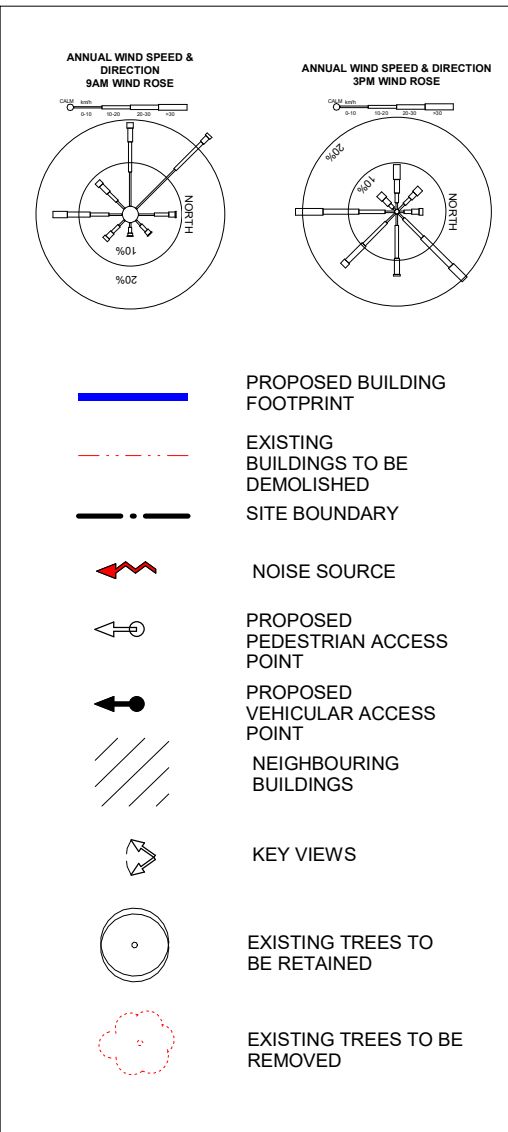 ANNUAL WIND SPEED &
DIRECTION
9AM WIND ROSE
CALM km/h
0-10 10-20 20-30 >30
NORTH
10%
20%
ANNUAL WIND SPEED & DIRECTION
3PM WIND ROSE
CALM km/h
0-10 10-20 20-30 >30
20%
10%
NORTH
PROPOSED BUILDING
FOOTPRINT
EXISTING
BUILDINGS TO BE
DEMOLISHED
SITE BOUNDARY
NOISE SOURCE
PROPOSED
PEDESTRIAN ACCESS
POINT
PROPOSED
VEHICULAR ACCESS
POINT
NEIGHBOURING
BUILDINGS
KEY VIEWS
EXISTING TREES TO
BE RETAINED
EXISTING TREES TO BE
REMOVED